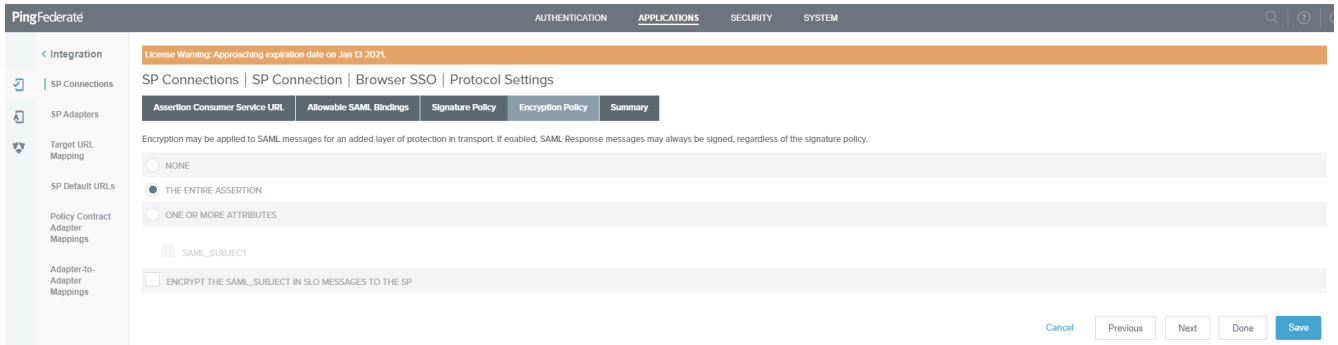 PingFederate AUTHENTICATION APPLICATIONS SECURITY SYSTEM
< Integration
SP Connections
SP Adapters
Target URL
Mapping
SP Default URLs
Policy Contract
Adapter
Mappings
Adapter-to-
Adapter
Mappings
License Warning: Approaching expiration date on Jan 13 2021.
SP Connections | SP Connection | Browser SSO | Protocol Settings
Assertion Consumer Service URL Allowable SAML Bindings Signature Policy Encryption Policy Summary
Encryption may be applied to SAML messages for an added layer of protection in transport. If enabled, SAML Response messages may always be signed, regardless of the signature policy.
NONE
THE ENTIRE ASSERTION
ONE OR MORE ATTRIBUTES
SAML_SUBJECT
ENCRYPT THE SAML_SUBJECT IN SLO MESSAGES TO THE SP
Cancel Previous Next Done Save